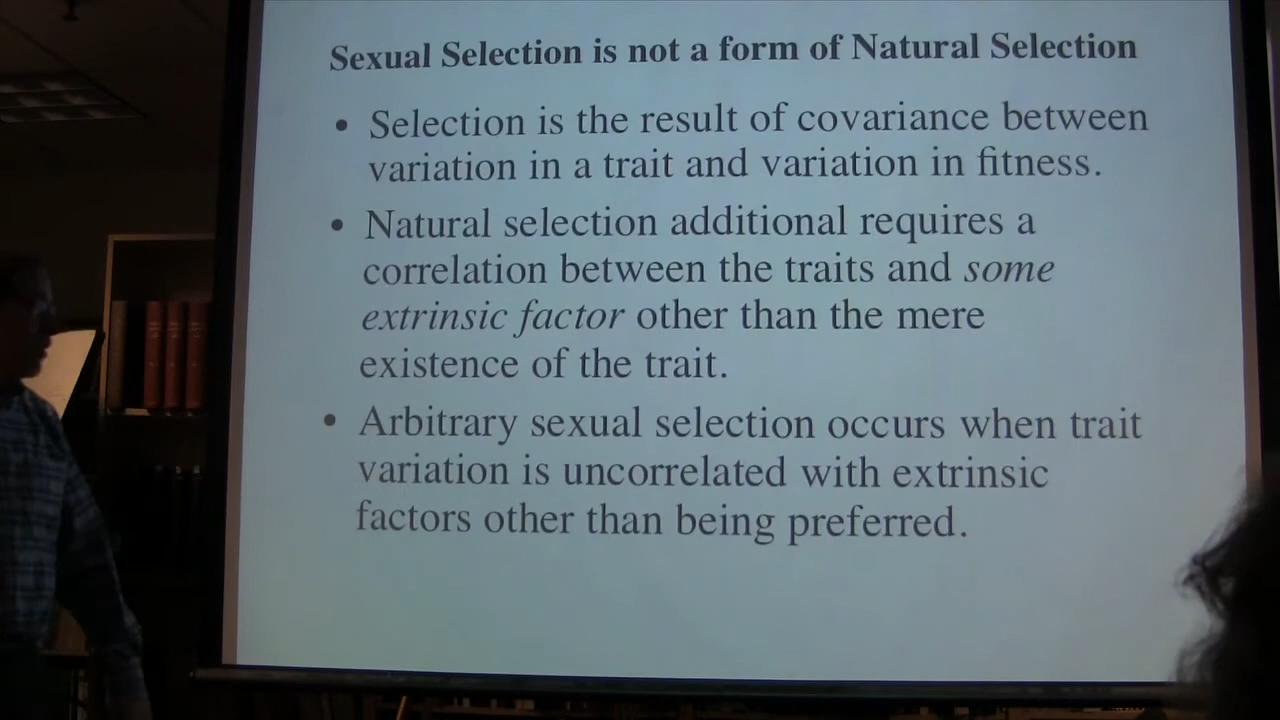 Sexual Selection is not a form of Natural Selection
• Selection is the result of covariance between
variation in a trait and variation in fitness.
• Natural selection additional requires a
correlation between the traits and some
extrinsic factor other than the mere
existence of the trait.
• Arbitrary sexual selection occurs when trait
variation is uncorrelated with extrinsic
factors other than being preferred.